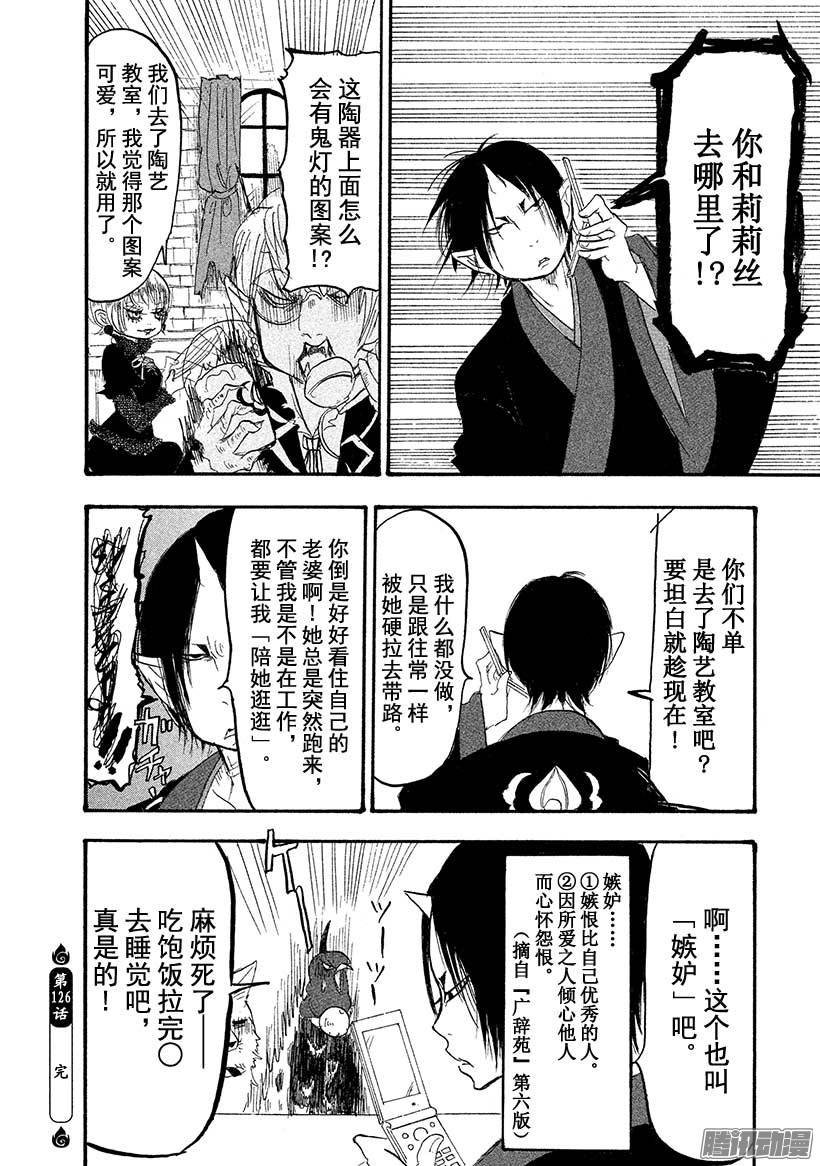 你和莉莉丝
去哪里了!?
这陶器上面怎么
会有鬼灯的图案!?
我们去了陶艺
教室，我觉得那个图案
可爱，所以就用了。
你们不单
是去了陶艺教室吧?
要坦白就趁现在!
我什么都没做，
只是跟往常一样
被她硬拉去带路。
你倒是好好看住自己的
老婆啊!她总是突然跑来，
不管我是不是在工作，
都要让我「陪她逛逛」。
ガ
ガチャ
啊……这个也叫
「嫉妒」吧。
嫉妒……
①嫉恨比自己优秀的人。
②因所爱之人倾心他人
而心怀怨恨。
（摘自『广辞苑』第六版）
麻烦死了——
吃饱饭拉完〇
去睡觉吧，
真是的!
第126话
完
腾讯动漫